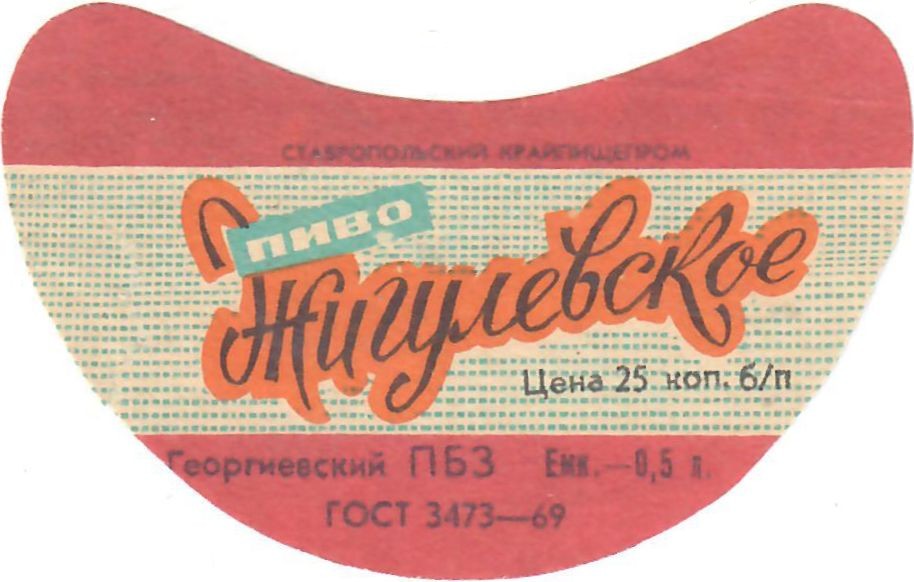 СТАВРОПОЛЬСКИЙ КРАЙПИЩЕПРОМ
ПИВО
Жигулевское
Цена 25 коп. б/п
Георгиевский ПБЗ Емк.—0,5 л.
ГОСТ 3473—69